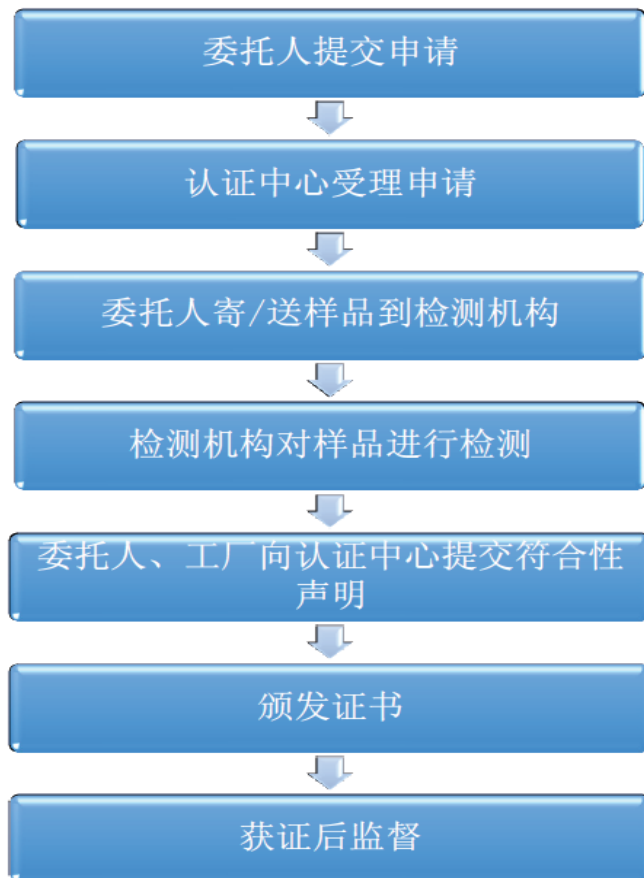 委托人提交申请
认证中心受理申请
委托人寄/送样品到检测机构
检测机构对样品进行检测
委托人、工厂向认证中心提交符合性
声明
颁发证书
获证后监督